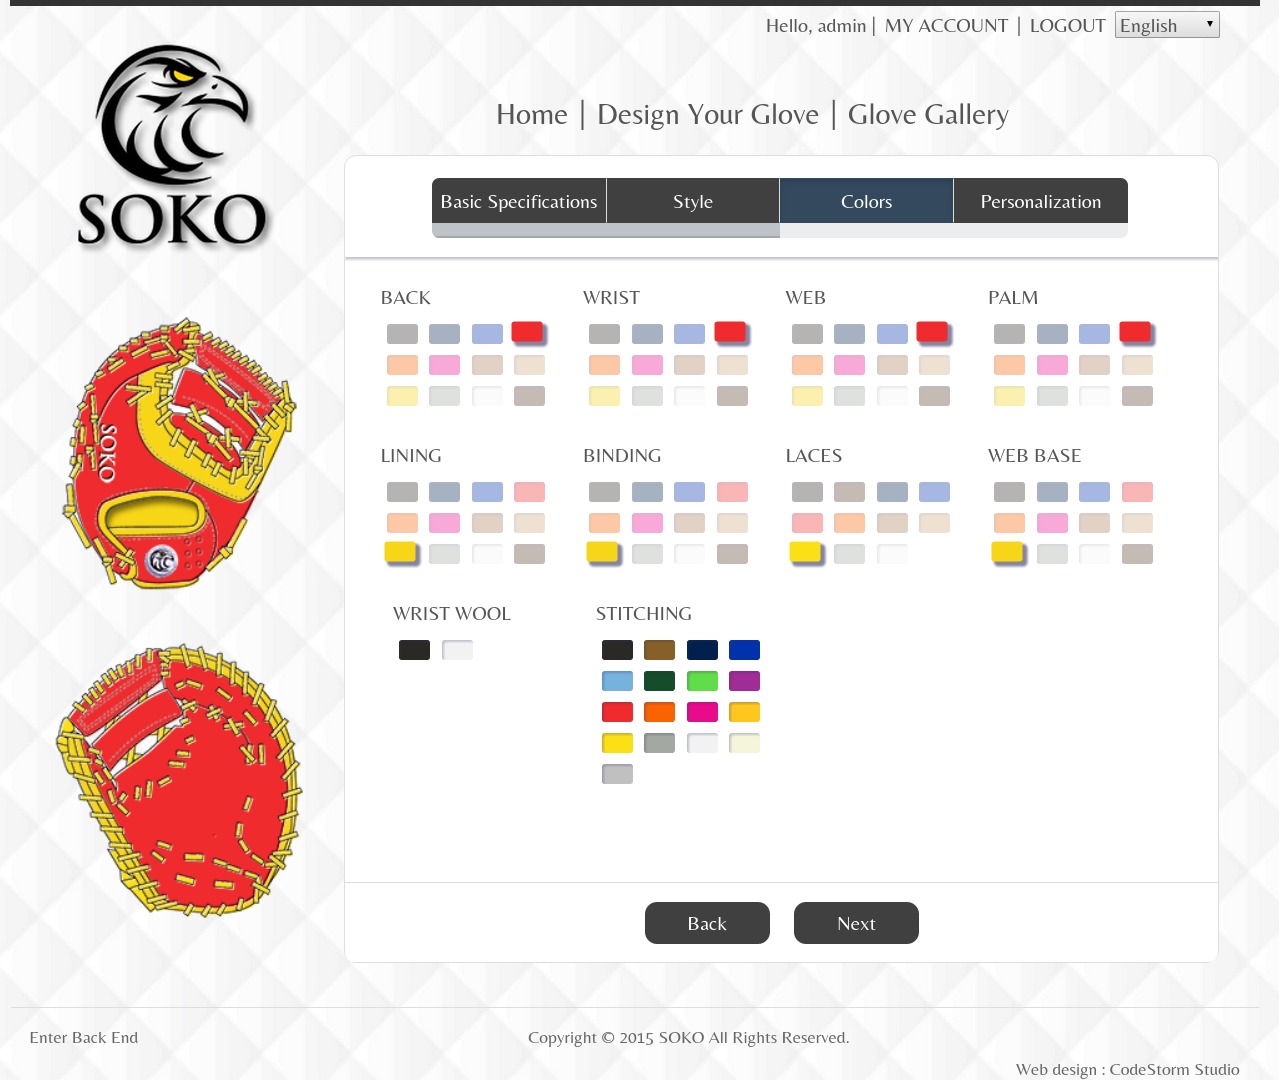 Hello, admin | MY ACCOUNT | LOGOUT English
SOKO
Home | Design Your Glove | Glove Gallery
Basic Specifications Style Colors Personalization
BACK WRIST WEB PALM
SOKO
LINING BINDING LACES WEB BASE
WRIST WOOL STITCHING
Back Next
Enter Back End Copyright © 2015 SOKO All Rights Reserved.
Web design : CodeStorm Studio